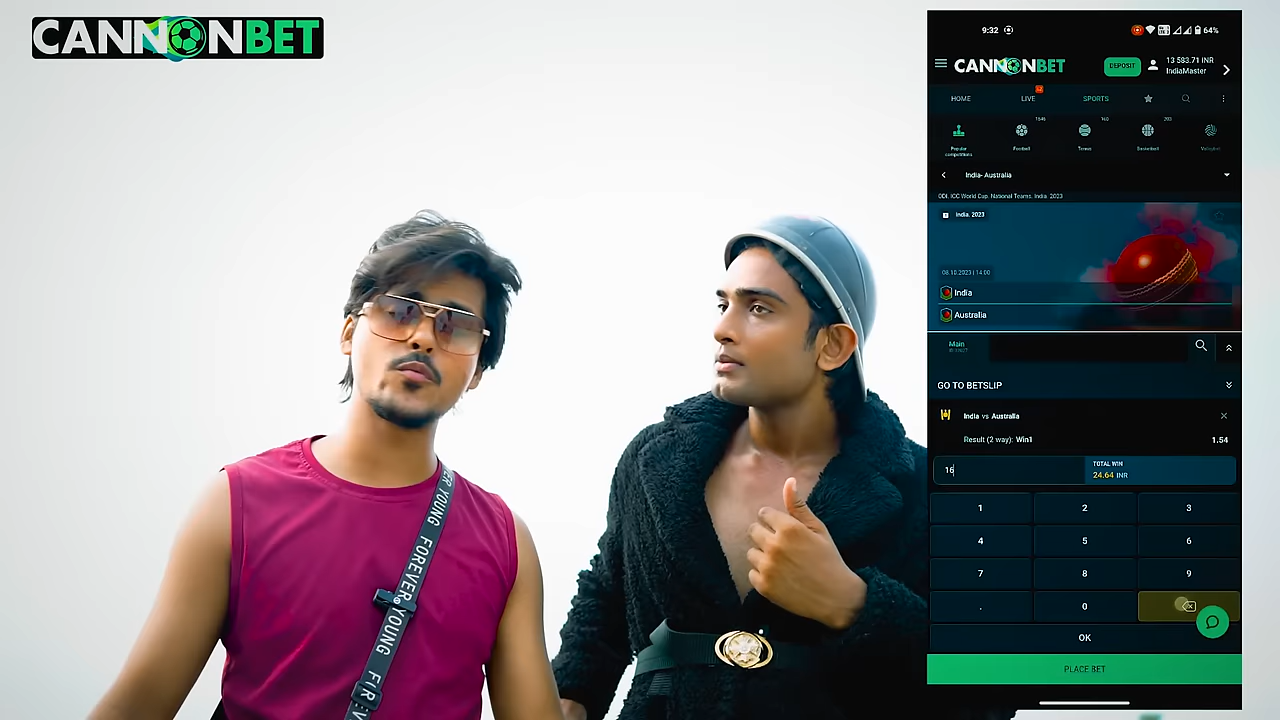 CANNONBET
9:32
64%
CANNONBET
DEPOSIT
13 583.71 INR
IndiaMaster
HOME
LIVE
SPORTS
Popular
competitions
Football
Tennis
Basketball
Volleyball
India- Australia
ODI. ICC World Cup. National Teams. India. 2023
India. 2023
08.10.2023 | 14:00
India
Australia
Main
GO TO BETSLIP
India vs Australia
Result (2 way): Win1
1.54
16
TOTAL WIN
24.64 INR
1
2
3
4
5
6
7
8
9
.
0
OK
PLACE BET
FOREVER YOUNG